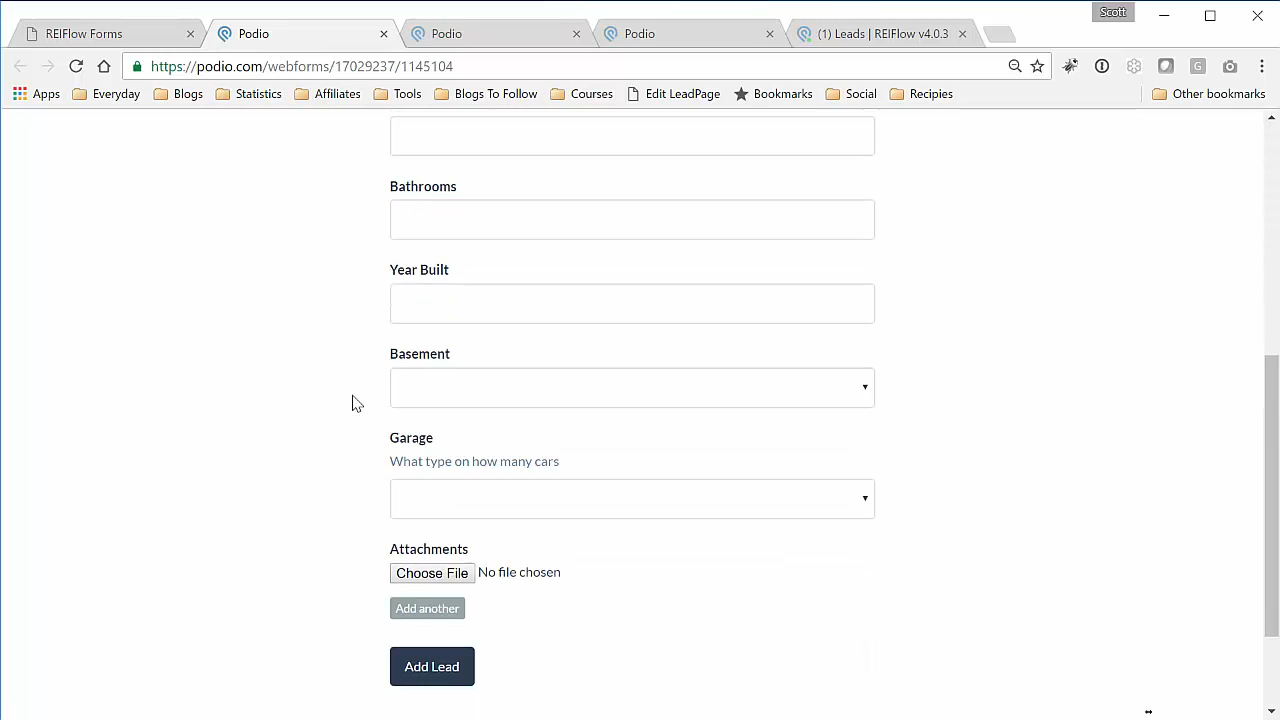 Scott
REIFlow Forms
Podio
Podio
Podio
(1) Leads | REIFlow v4.0.3
https://podio.com/webforms/17029237/1145104
Apps
Everyday
Blogs
Statistics
Affiliates
Tools
Blogs To Follow
Courses
Edit LeadPage
Bookmarks
Social
Recipies
Other bookmarks
Bathrooms
Year Built
Basement
Garage
What type on how many cars
Attachments
Choose File No file chosen
Add another
Add Lead